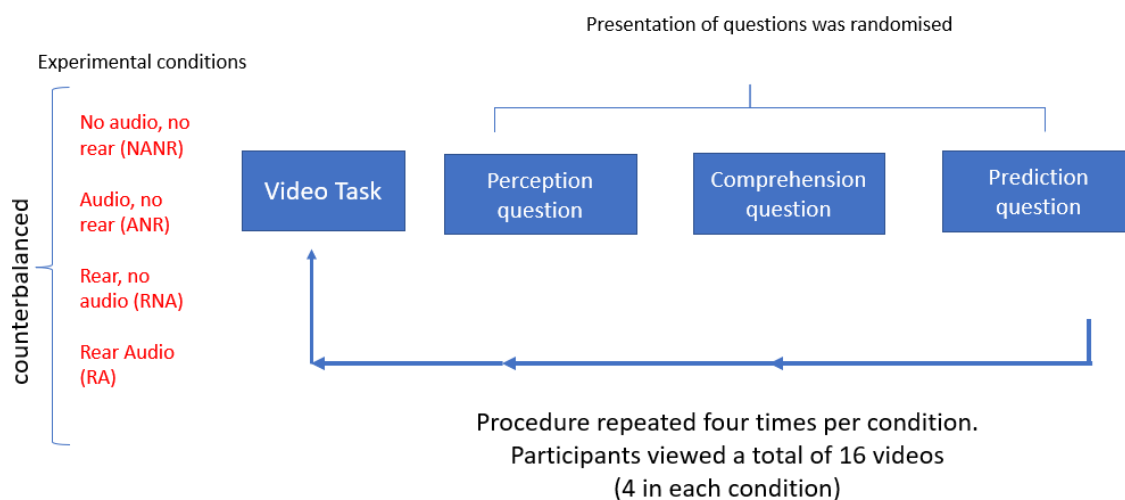 Presentation of questions was randomised
Experimental conditions
counterbalanced
No audio, no
rear (NANR)
Audio, no
rear (ANR)
Rear, no
audio (RNA)
Rear Audio
(RA)
Video Task
Perception
question
Comprehension
question
Prediction
question
Procedure repeated four times per condition.
Participants viewed a total of 16 videos
(4 in each condition)